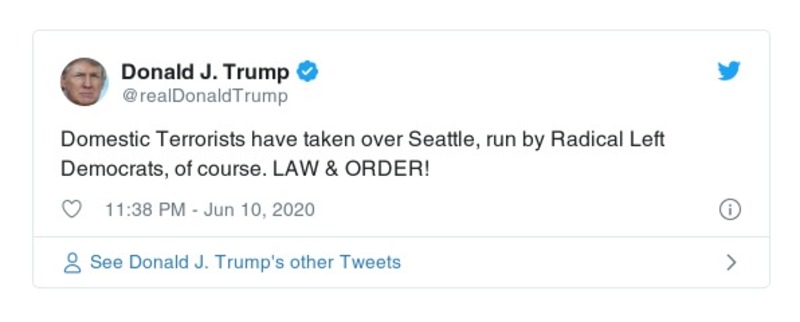 Donald J. Trump
@realDonaldTrump
Domestic Terrorists have taken over Seattle, run by Radical Left
Democrats, of course. LAW & ORDER!
11:38 PM - Jun 10, 2020
See Donald J. Trump's other Tweets